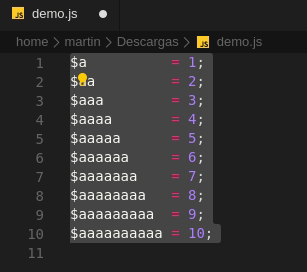 demo.js
home > martin > Descargas > demo.js
1 $a           = 1;
2 $aa          = 2;
3 $aaa         = 3;
4 $aaaa        = 4;
5 $aaaaa       = 5;
6 $aaaaaa      = 6;
7 $aaaaaaa     = 7;
8 $aaaaaaaa    = 8;
9 $aaaaaaaaa   = 9;
10 $aaaaaaaaaa = 10;
11